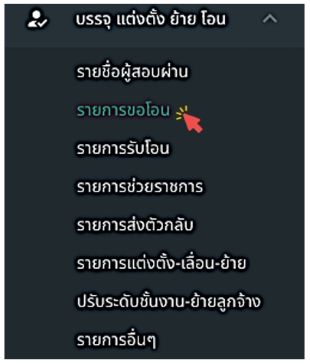 บรรจุ แต่งตั้ง ย้าย โอน
รายชื่อผู้สอบผ่าน
รายการขอโอน
รายการรับโอน
รายการช่วยราชการ
รายการส่งตัวกลับ
รายการแต่งตั้ง-เลื่อน-ย้าย
ปรับระดับชั้นงาน-ย้ายลูกจ้าง
รายการอื่นๆ